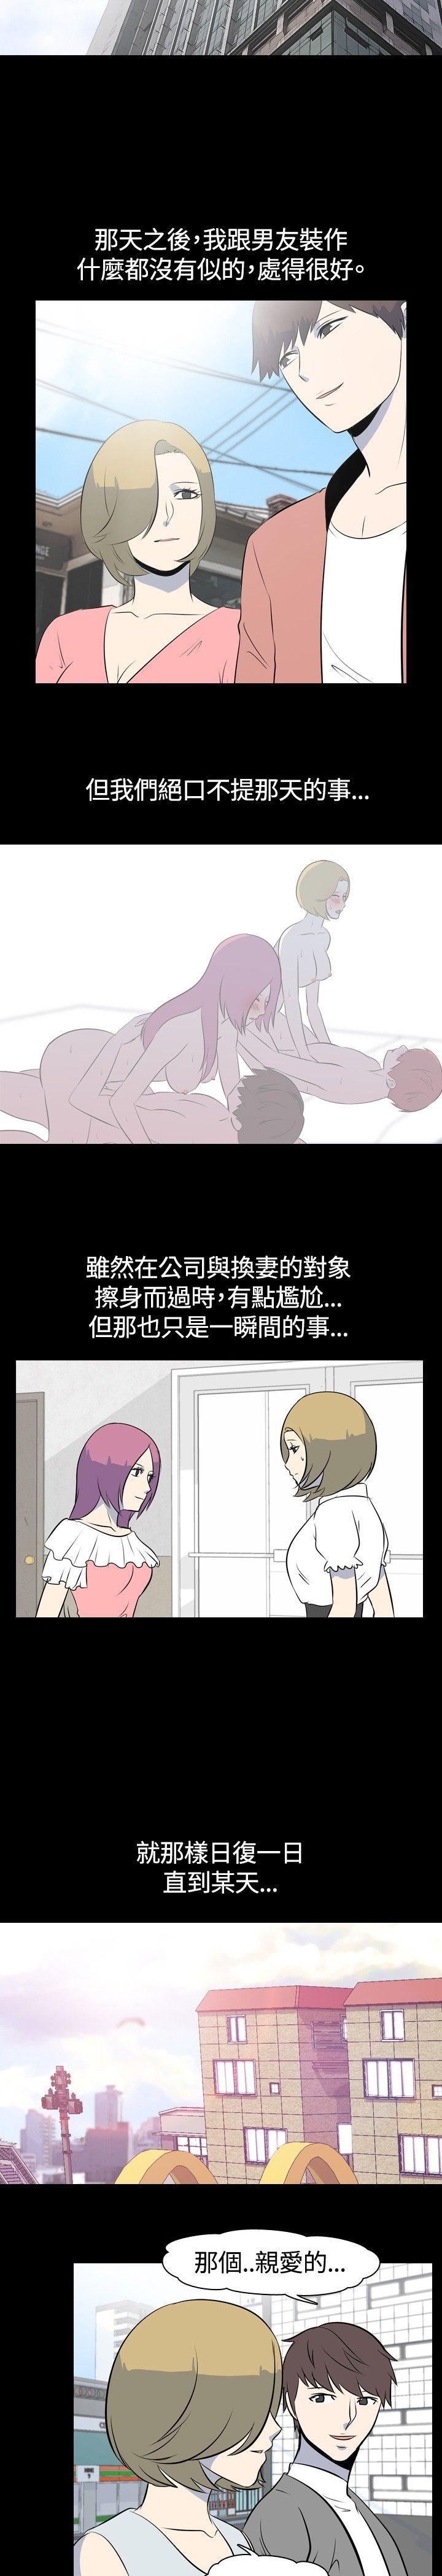 那天之後，我跟男友裝作
什麼都沒有似的，處得很好。
但我們絕口不提那天的事...
雖然在公司與換妻的對象
擦身而過時，有點尷尬...
但那也只是一瞬間的事...
就那樣日復一日
直到某天...
那個..親愛的...